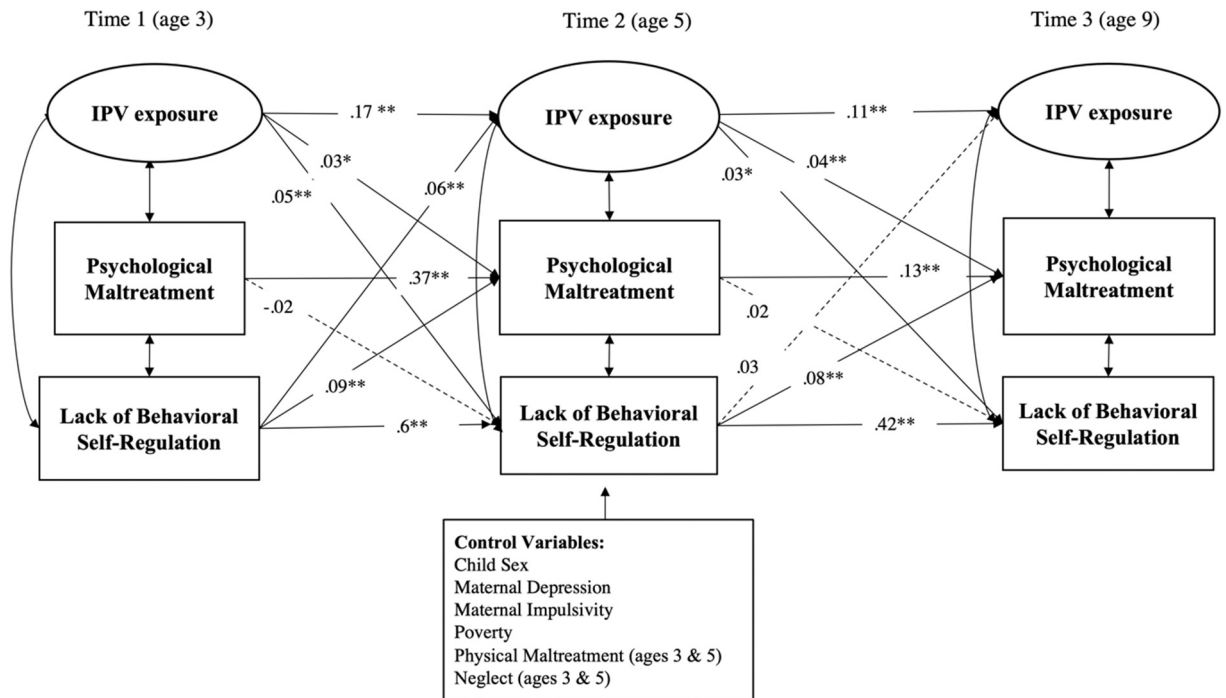 Time 1 (age 3)
Time 2 (age 5)
Time 3 (age 9)
IPV exposure
.17 **
IPV exposure
.11**
IPV exposure
.03*
.05**
.06**
.04**
.03*
Psychological
Maltreatment
.37**
Psychological
Maltreatment
.13**
Psychological
Maltreatment
-.02
.02
.09**
.03
.08**
Lack of Behavioral
Self-Regulation
.6**
Lack of Behavioral
Self-Regulation
.42**
Lack of Behavioral
Self-Regulation
Control Variables:
Child Sex
Maternal Depression
Maternal Impulsivity
Poverty
Physical Maltreatment (ages 3 & 5)
Neglect (ages 3 & 5)